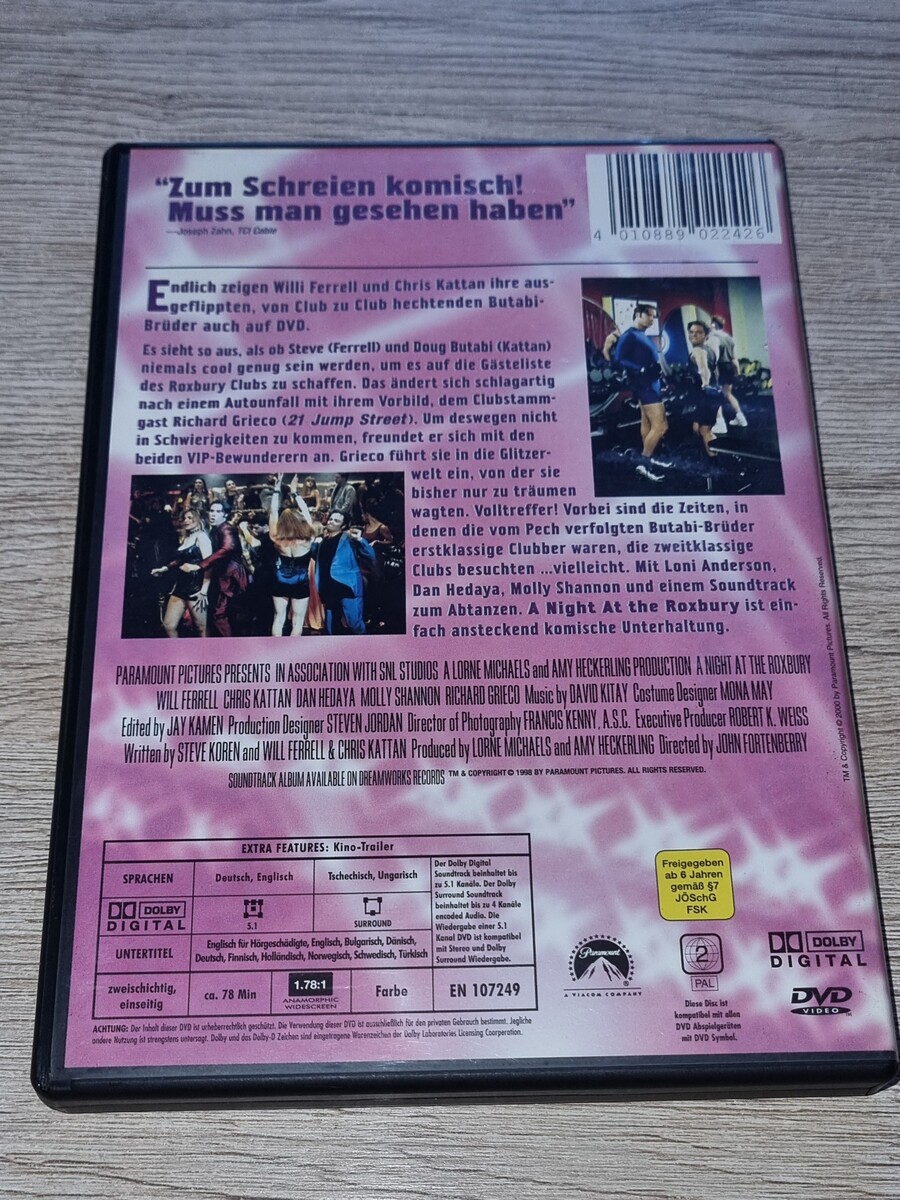 “Zum Schreien komisch!
Muss man gesehen haben”
—Joseph Zahn, TCI Cable
4 010889 022426
Endlich zeigen Willi Ferrell und Chris Kattan ihre aus-
geflippten, von Club zu Club hechtenden Butabi-
Brüder auch auf DVD.
Es sieht so aus, als ob Steve (Ferrell) und Doug Butabi (Kattan)
niemals cool genug sein werden, um es auf die Gästeliste
des Roxbury Clubs zu schaffen. Das ändert sich schlagartig
nach einem Autounfall mit ihrem Vorbild, dem Clubstamm-
gast Richard Grieco (21 Jump Street). Um deswegen nicht
in Schwierigkeiten zu kommen, freundet er sich mit den
beiden VIP-Bewunderern an. Grieco führt sie in die Glitzer-
welt ein, von der sie
bisher nur zu träumen
wagten. Volltreffer! Vorbei sind die Zeiten, in
denen die vom Pech verfolgten Butabi-Brüder
erstklassige Clubber waren, die zweitklassige
Clubs besuchten ...vielleicht. Mit Loni Anderson,
Dan Hedaya, Molly Shannon und einem Soundtrack
zum Abtanzen. A Night At the Roxbury ist ein-
fach ansteckend komische Unterhaltung.
PARAMOUNT PICTURES PRESENTS IN ASSOCIATION WITH SNL STUDIOS A LORNE MICHAELS and AMY HECKERLING PRODUCTION A NIGHT AT THE ROXBURY
WILL FERRELL CHRIS KATTAN DAN HEDAYA MOLLY SHANNON RICHARD GRIECO Music by DAVID KITAY Costume Designer MONA MAY
Edited by JAY KAMEN Production Designer STEVEN JORDAN Director of Photography FRANCIS KENNY, A.S.C. Executive Producer ROBERT K. WEISS
Written by STEVE KOREN and WILL FERRELL & CHRIS KATTAN Produced by LORNE MICHAELS and AMY HECKERLING Directed by JOHN FORTENBERRY
SOUNDTRACK ALBUM AVAILABLE ON DREAMWORKS RECORDS TM & COPYRIGHT © 1998 BY PARAMOUNT PICTURES. ALL RIGHTS RESERVED.
TM & Copyright © 2000 by Paramount Pictures. All Rights Reserved.
EXTRA FEATURES: Kino-Trailer
SPRACHEN
Deutsch, Englisch
Tschechisch, Ungarisch
DOLBY
DIGITAL
5.1
SURROUND
Der Dolby Digital
Soundtrack beinhaltet bis
zu 5.1 Kanäle. Der Dolby
Surround Soundtrack
beinhaltet bis zu 4 Kanäle
encoded Audio. Die
Wiedergabe einer 5.1
Kanal DVD ist kompatibel
mit Stereo und Dolby
Surround Wiedergabe.
UNTERTITEL
Englisch für Hörgeschädigte, Englisch, Bulgarisch, Dänisch,
Deutsch, Finnisch, Holländisch, Norwegisch, Schwedisch, Türkisch
zweischichtig,
einseitig
ca. 78 Min
1.78:1
ANAMORPHIC
WIDESCREEN
Farbe
EN 107249
ACHTUNG: Der Inhalt dieser DVD ist urheberrechtlich geschützt. Die Verwendung dieser DVD ist ausschließlich für den privaten Gebrauch bestimmt. Jegliche
andere Nutzung ist strengstens untersagt. Dolby und das Dolby-D Zeichen sind eingetragene Warenzeichen der Dolby Laboratories Licensing Coorperation.
Freigegeben
ab 6 Jahren
gemäß §7
JÖSchG
FSK
Paramount
®
A VIACOM COMPANY
2
PAL
Diese Disc ist
kompatibel mit allen
DVD Abspielgeräten
mit DVD Symbol.
DOLBY
DIGITAL
DVD
VIDEO